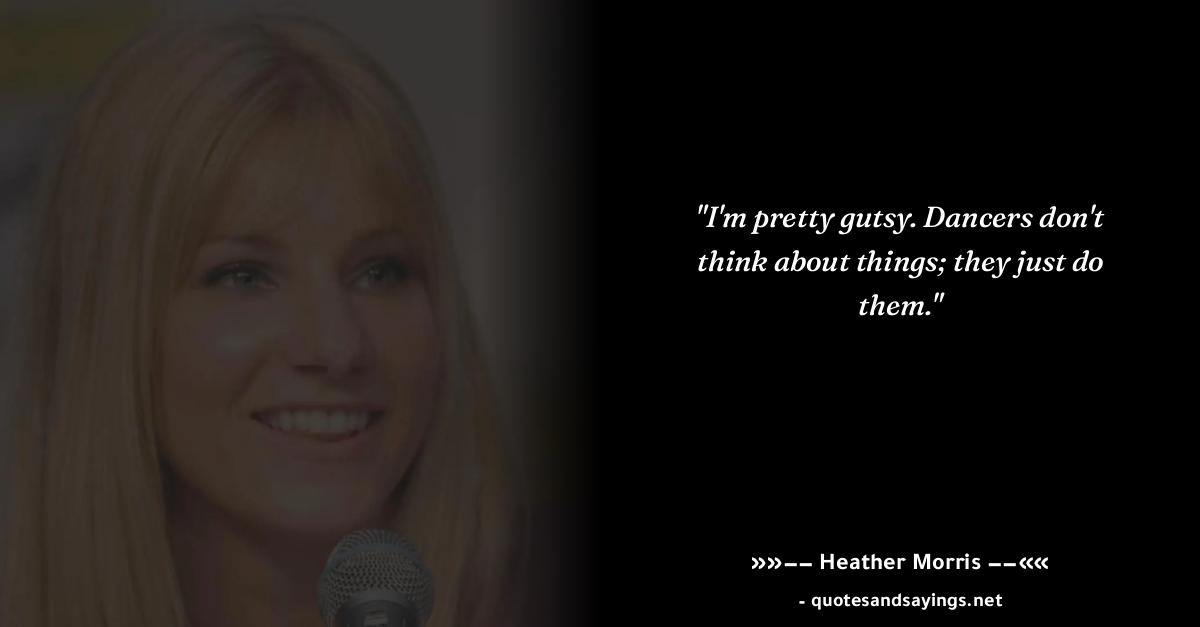 "I'm pretty gutsy. Dancers don't
think about things; they just do
them."
»»–– Heather Morris ––««
- quotesandsayings.net